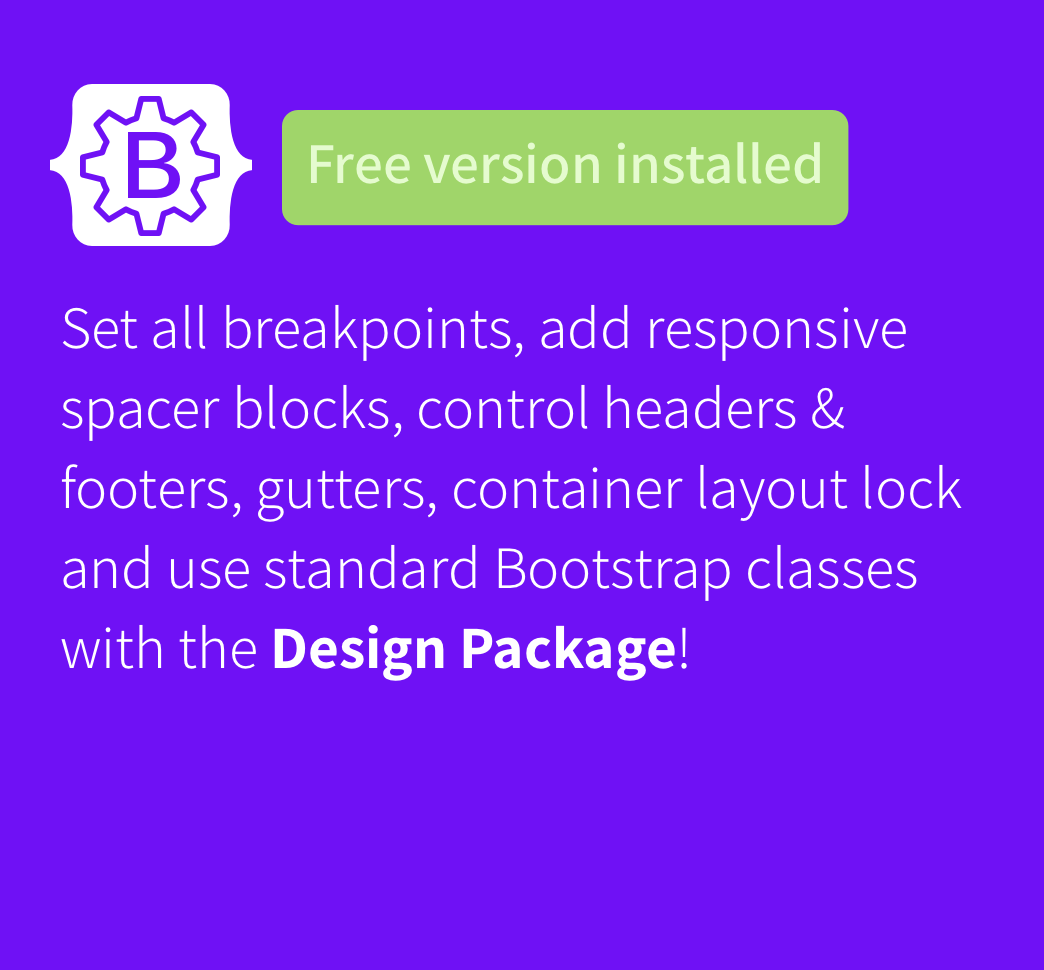 B
Free version installed
Set all breakpoints, add responsive
spacer blocks, control headers &
footers, gutters, container layout lock
and use standard Bootstrap classes
with the Design Package!